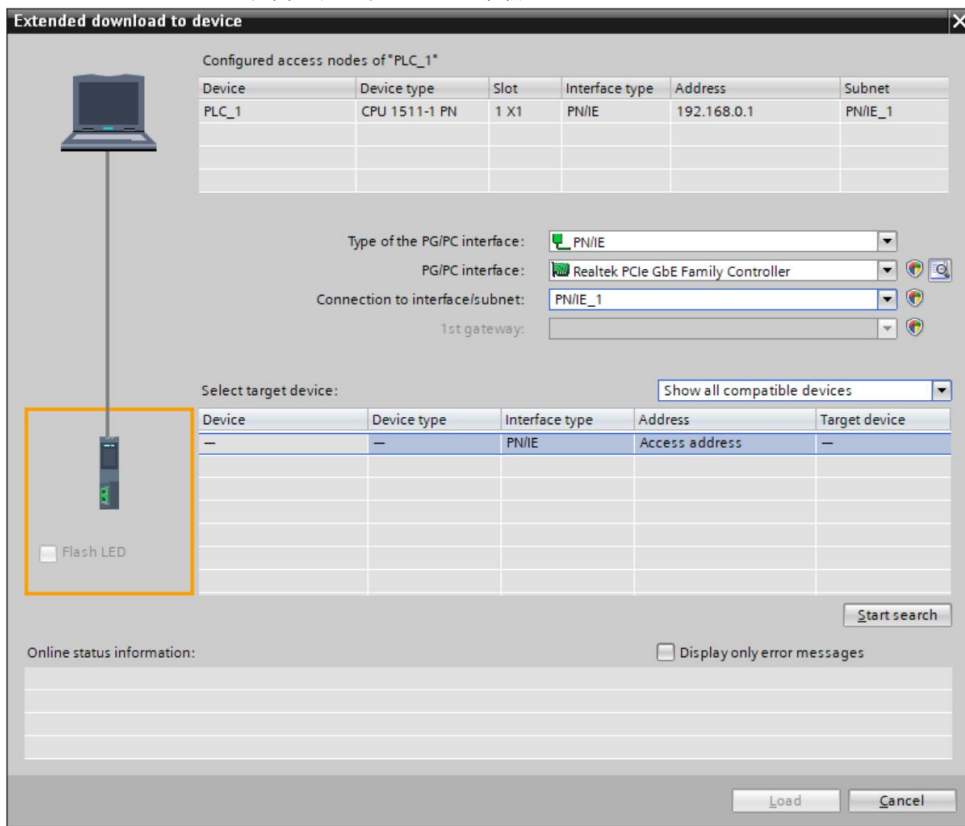 Extended download to device
Configured access nodes of "PLC_1"
Device Device type Slot Interface type Address Subnet
PLC_1 CPU 1511-1 PN 1 X1 PN/IE 192.168.0.1 PN/IE_1
Type of the PG/PC interface: PN/IE
PG/PC interface: Realtek PCIe GbE Family Controller
Connection to interface/subnet: PN/IE_1
1st gateway:
Select target device: Show all compatible devices
Device Device type Interface type Address Target device
— — PN/IE Access address —
Flash LED
Start search
Online status information: Display only error messages
Load Cancel